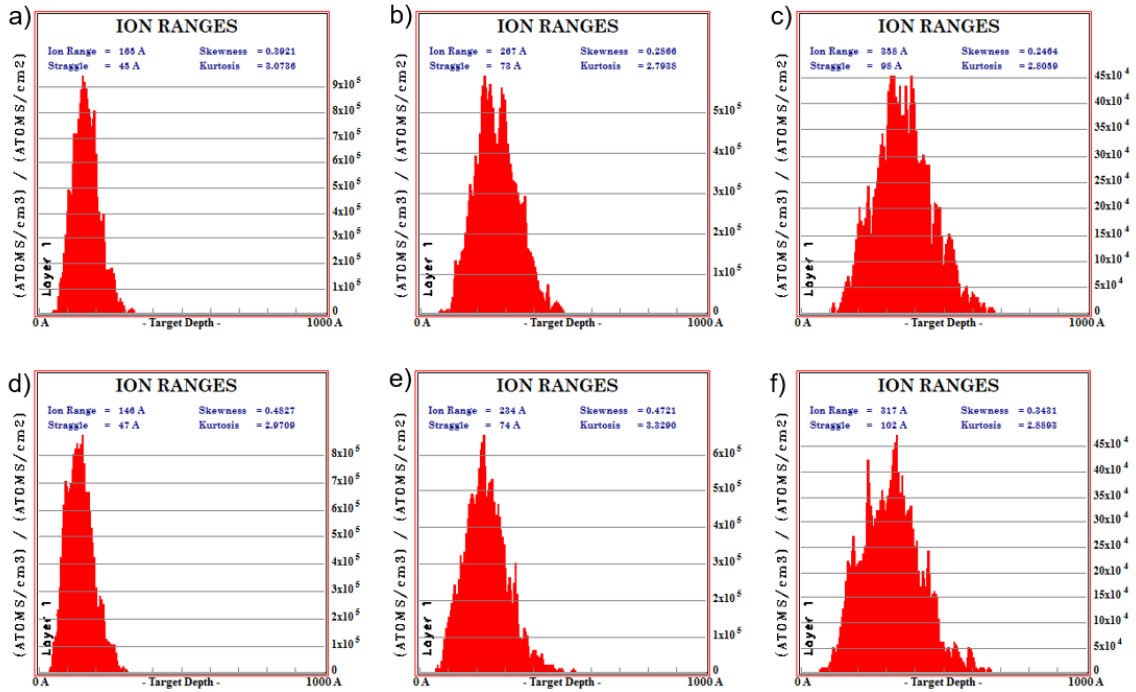 a)
ION RANGES
Ion Range = 165 A Skewness = 0.3921
Straggle = 45 A Kurtosis = 3.0736
(ATOMS/cm3) / (ATOMS/cm2)
Layer 1
9x10^5
8x10^5
7x10^5
6x10^5
5x10^5
4x10^5
3x10^5
2x10^5
1x10^5
0
0 A - Target Depth - 1000 A
b)
ION RANGES
Ion Range = 267 A Skewness = 0.2866
Straggle = 73 A Kurtosis = 2.7938
(ATOMS/cm3) / (ATOMS/cm2)
Layer 1
5x10^5
4x10^5
3x10^5
2x10^5
1x10^5
0
0 A - Target Depth - 1000 A
c)
ION RANGES
Ion Range = 358 A Skewness = 0.2464
Straggle = 98 A Kurtosis = 2.8059
(ATOMS/cm3) / (ATOMS/cm2)
Layer 1
45x10^4
40x10^4
35x10^4
30x10^4
25x10^4
20x10^4
15x10^4
10x10^4
5x10^4
0
0 A - Target Depth - 1000 A
d)
ION RANGES
Ion Range = 146 A Skewness = 0.4827
Straggle = 47 A Kurtosis = 2.9709
(ATOMS/cm3) / (ATOMS/cm2)
Layer 1
8x10^5
7x10^5
6x10^5
5x10^5
4x10^5
3x10^5
2x10^5
1x10^5
0
0 A - Target Depth - 1000 A
e)
ION RANGES
Ion Range = 234 A Skewness = 0.4721
Straggle = 74 A Kurtosis = 3.3290
(ATOMS/cm3) / (ATOMS/cm2)
Layer 1
6x10^5
5x10^5
4x10^5
3x10^5
2x10^5
1x10^5
0
0 A - Target Depth - 1000 A
f)
ION RANGES
Ion Range = 317 A Skewness = 0.3431
Straggle = 102 A Kurtosis = 2.8893
(ATOMS/cm3) / (ATOMS/cm2)
Layer 1
45x10^4
40x10^4
35x10^4
30x10^4
25x10^4
20x10^4
15x10^4
10x10^4
5x10^4
0
0 A - Target Depth - 1000 A